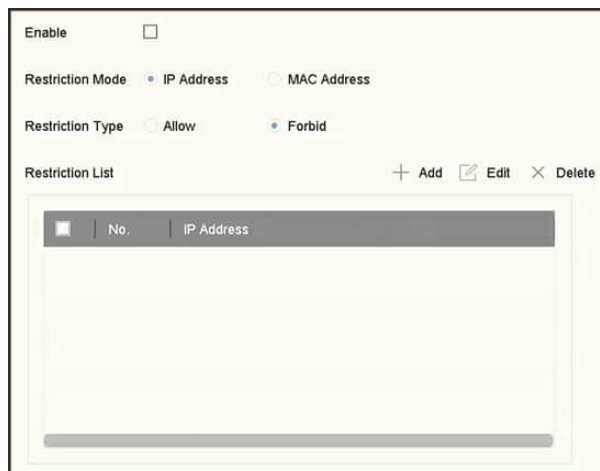 Enable
Restriction Mode IP Address MAC Address
Restriction Type Allow Forbid
Restriction List Add Edit Delete
No. IP Address